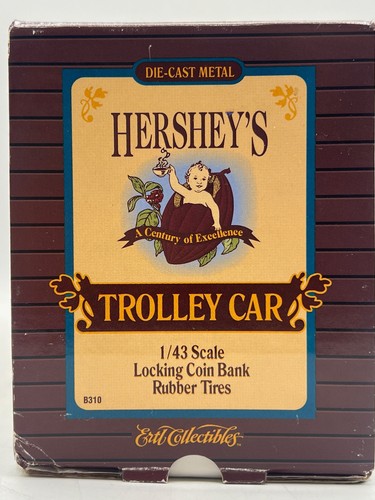 DIE-CAST METAL
HERSHEY'S
A Century of Excellence
TROLLEY CAR
1/43 Scale
Locking Coin Bank
Rubber Tires
B310
Ertl Collectibles™